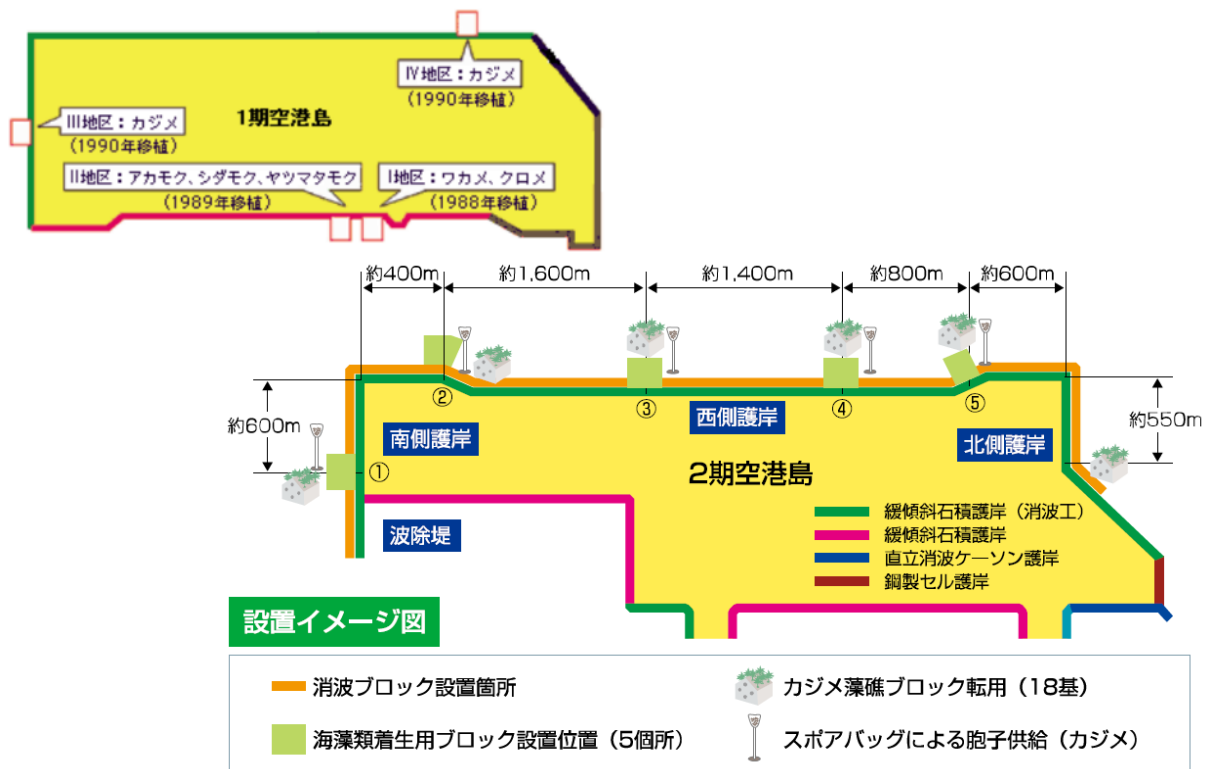 IV地区：カジメ
（1990年移植）
1期空港島
III地区：カジメ
（1990年移植）
II地区：アカモク、シダモク、ヤツマタモク
（1989年移植）
I地区：ワカメ、クロメ
（1988年移植）
約400m
約1,600m
約1,400m
約800m
約600m
約600m
①
②
③
④
⑤
約550m
南側護岸
西側護岸
北側護岸
2期空港島
波除堤
緩傾斜石積護岸（消波工）
緩傾斜石積護岸
直立消波ケーソン護岸
鋼製セル護岸
設置イメージ図
消波ブロック設置箇所
カジメ藻礁ブロック転用（18基）
海藻類着生用ブロック設置位置（5個所）
スポアバッグによる胞子供給（カジメ）